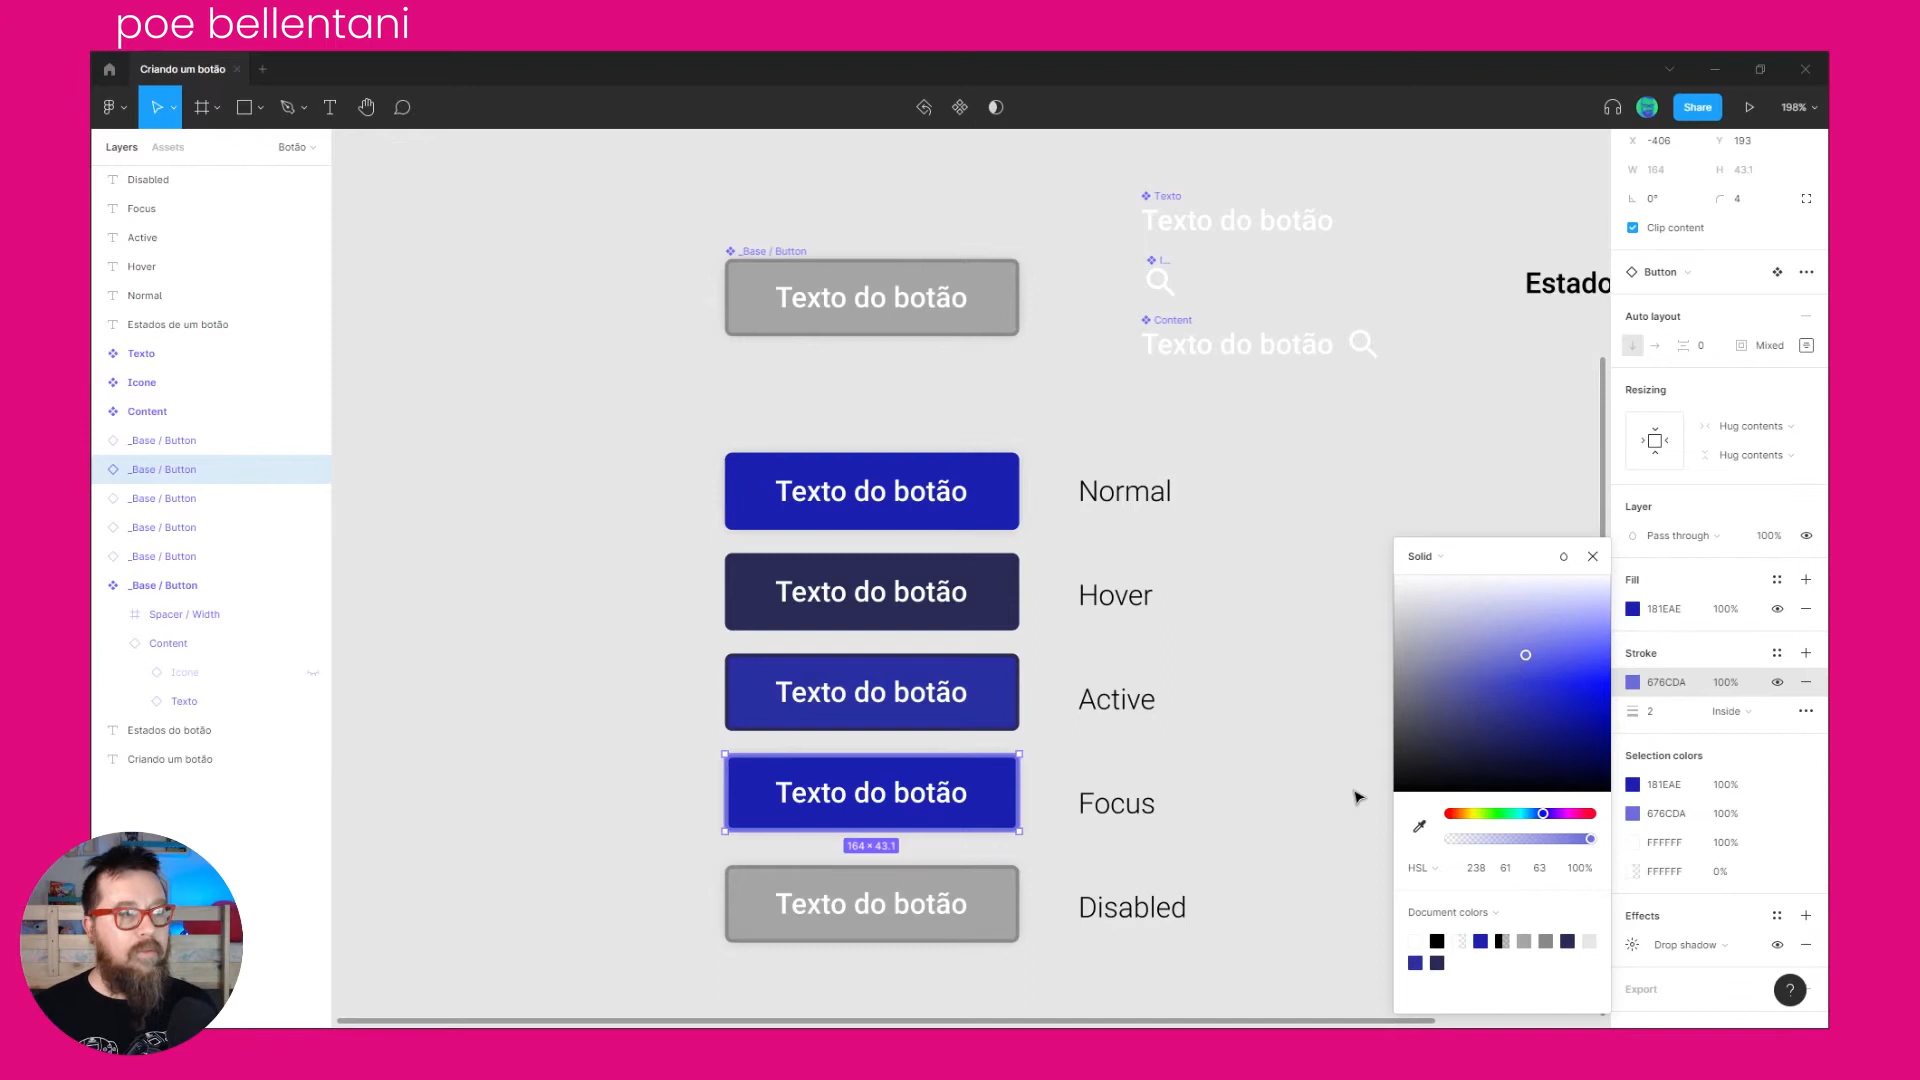 poe bellentani
Criando um botão
Share
198%
Layers
Assets
Botão
Disabled
Focus
Active
Hover
Normal
Estados de um botão
Texto
Icone
Content
_Base / Button
_Base / Button
_Base / Button
_Base / Button
_Base / Button
_Base / Button
Spacer / Width
Content
Icone
Texto
Estados do botão
Criando um botão
_Base / Button
Texto do botão
Texto
Texto do botão
I...
Content
Texto do botão
Estado
Texto do botão
Normal
Texto do botão
Hover
Texto do botão
Active
Texto do botão
Focus
164 × 43.1
Texto do botão
Disabled
Solid
HSL 238 61 63 100%
Document colors
X -406 Y 193
W 164 H 43.1
0° 4
Clip content
Button
Auto layout
0 Mixed
Resizing
Hug contents
Hug contents
Layer
Pass through 100%
Fill
181EAE 100%
Stroke
676CDA 100%
2 Inside
Selection colors
181EAE 100%
676CDA 100%
FFFFFF 100%
FFFFFF 0%
Effects
Drop shadow
Export
?